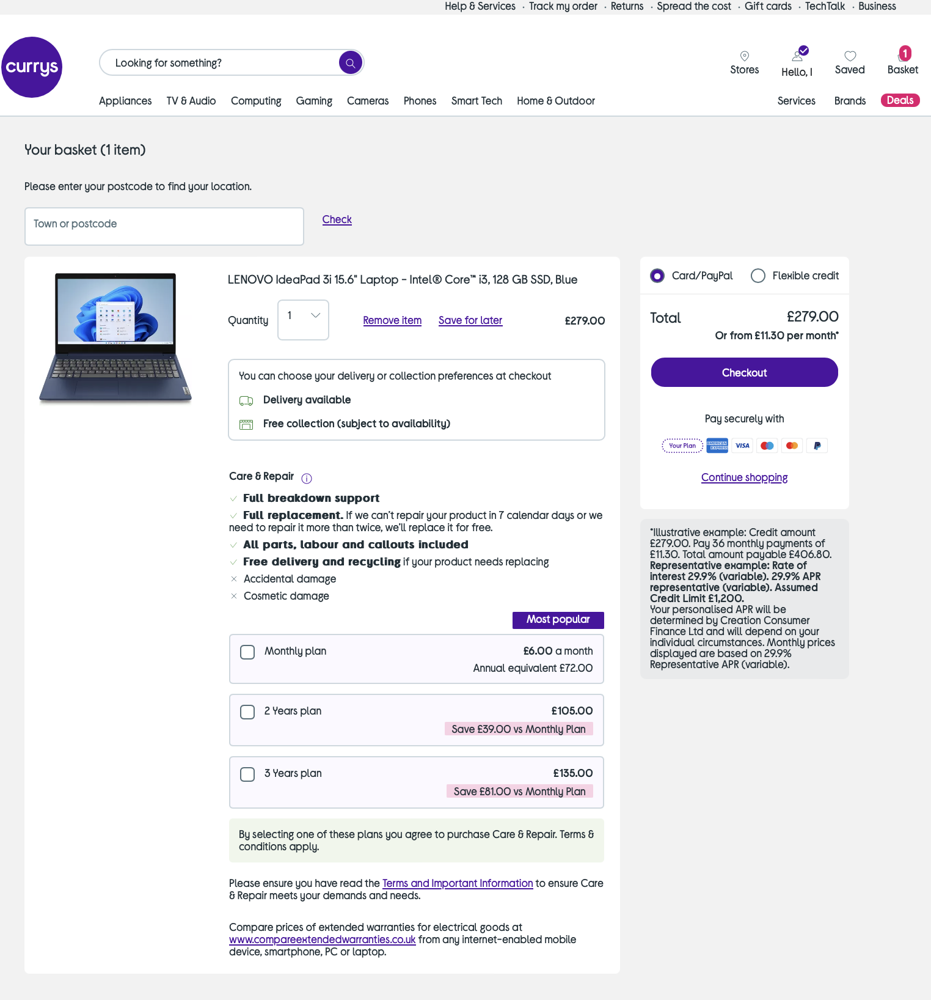 Help & Services · Track my order · Returns · Spread the cost · Gift cards · TechTalk · Business
currys
Looking for something?
Stores
Hello, I
Saved
1
Basket
Appliances TV & Audio Computing Gaming Cameras Phones Smart Tech Home & Outdoor Services Brands Deals
Your basket (1 item)
Please enter your postcode to find your location.
Town or postcode
Check
LENOVO IdeaPad 3i 15.6" Laptop - Intel® Core™ i3, 128 GB SSD, Blue
Quantity 1 Remove item Save for later £279.00
You can choose your delivery or collection preferences at checkout
Delivery available
Free collection (subject to availability)
Care & Repair
Full breakdown support
Full replacement. If we can't repair your product in 7 calendar days or we
need to repair it more than twice, we'll replace it for free.
All parts, labour and callouts included
Free delivery and recycling if your product needs replacing
Accidental damage
Cosmetic damage
Most popular
Monthly plan £6.00 a month
Annual equivalent £72.00
2 Years plan £105.00
Save £39.00 vs Monthly Plan
3 Years plan £135.00
Save £81.00 vs Monthly Plan
By selecting one of these plans you agree to purchase Care & Repair. Terms &
conditions apply.
Please ensure you have read the Terms and Important Information to ensure Care
& Repair meets your demands and needs.
Compare prices of extended warranties for electrical goods at
www.compareextendedwarranties.co.uk from any internet-enabled mobile
device, smartphone, PC or laptop.
Card/PayPal Flexible credit
Total £279.00
Or from £11.30 per month*
Checkout
Pay securely with
Your Plan AMERICAN EXPRESS VISA
Continue shopping
*Illustrative example: Credit amount
£279.00. Pay 36 monthly payments of
£11.30. Total amount payable £406.80.
Representative example: Rate of
interest 29.9% (variable). 29.9% APR
representative (variable). Assumed
Credit Limit £1,200.
Your personalised APR will be
determined by Creation Consumer
Finance Ltd and will depend on your
individual circumstances. Monthly prices
displayed are based on 29.9%
Representative APR (variable).